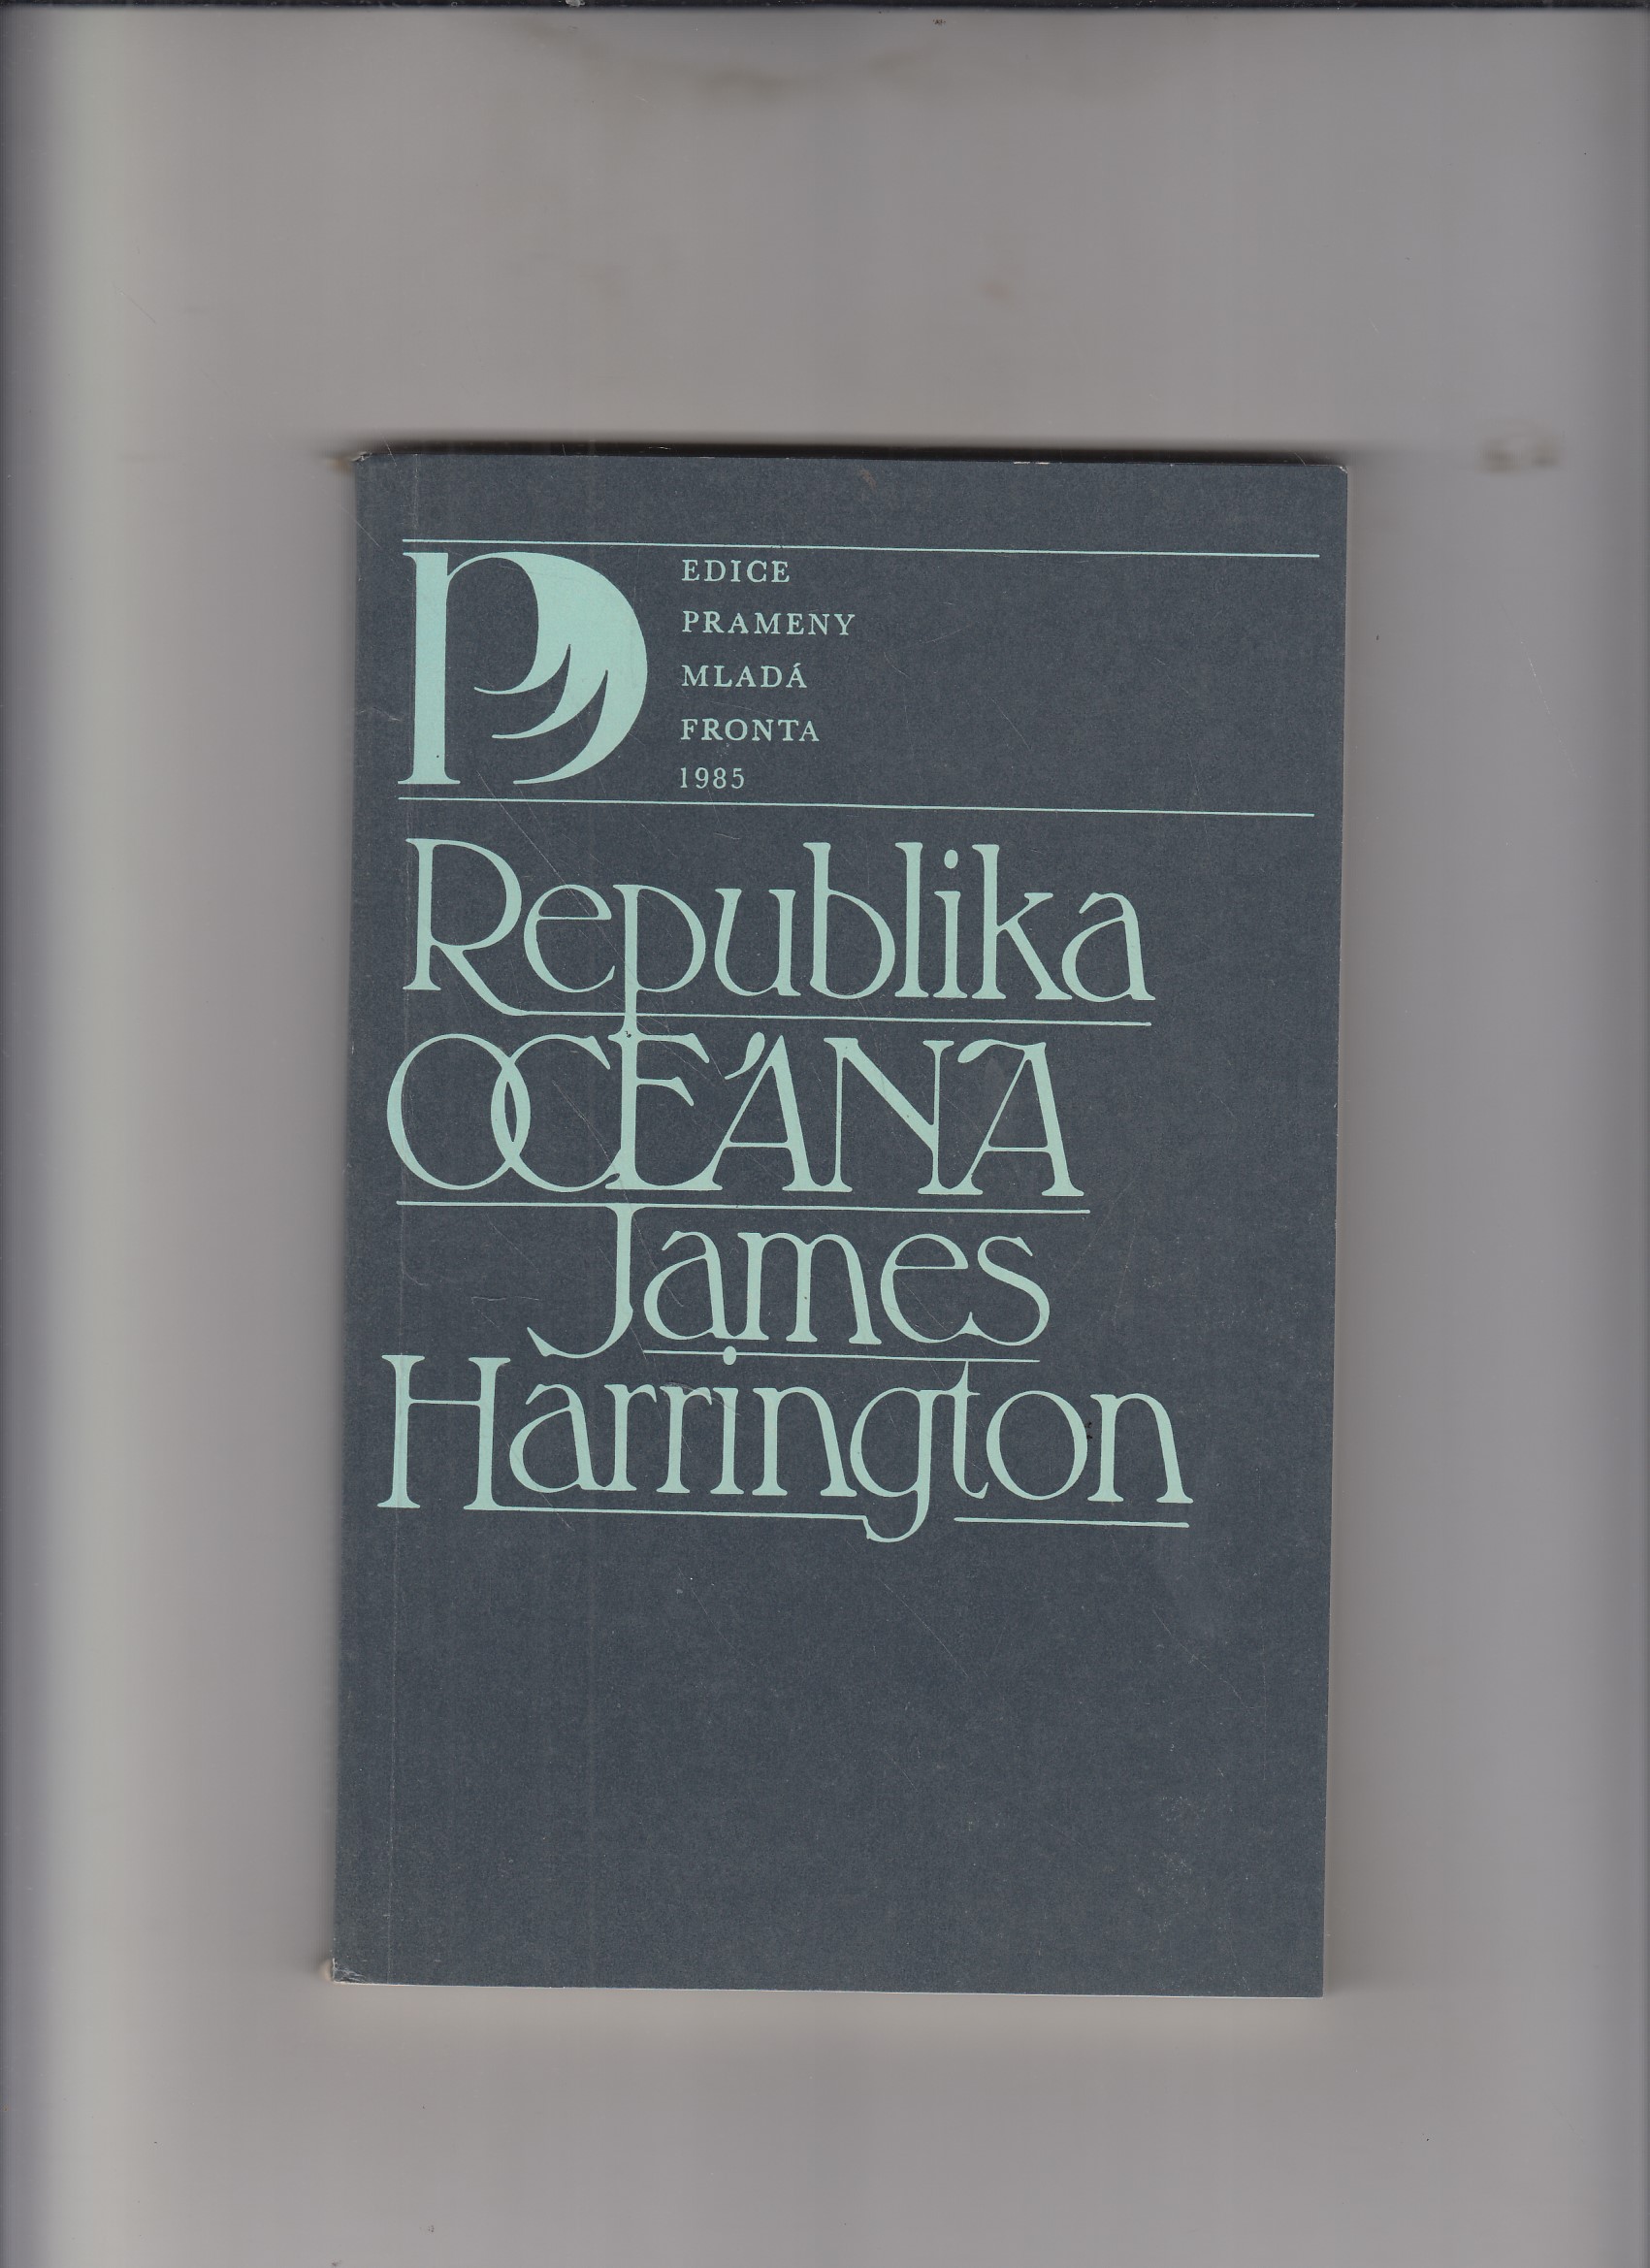 P
EDICE
PRAMENY
MLADÁ
FRONTA
1985
Republika
OCEÁNA
James
Harrington